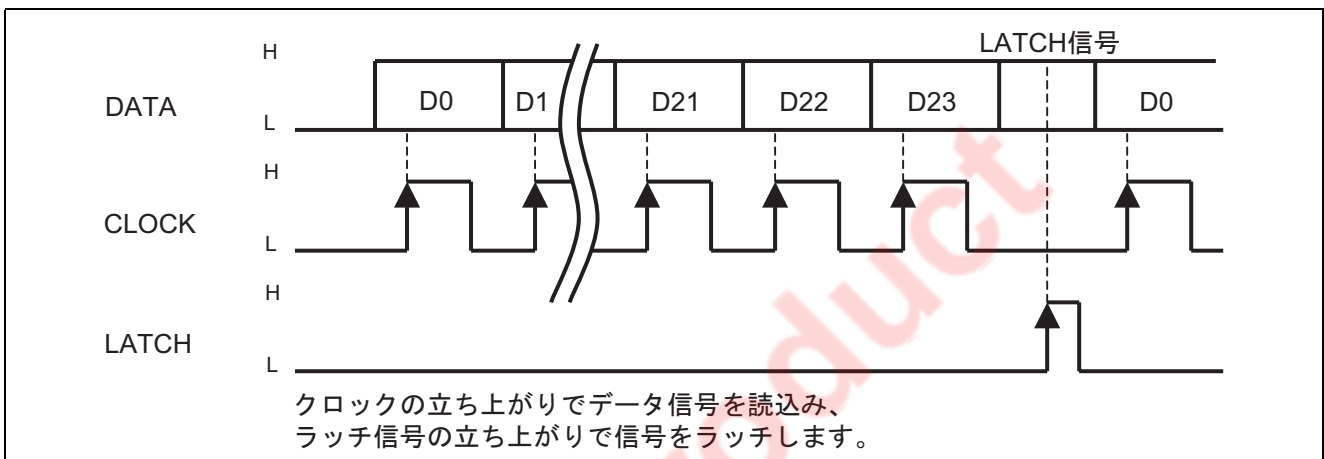 LATCH信号
H
DATA
D0 D1 D21 D22 D23 D0
L
H
CLOCK
L
H
LATCH
L
クロックの立ち上がりでデータ信号を読込み、
ラッチ信号の立ち上がりで信号をラッチします。
roduct